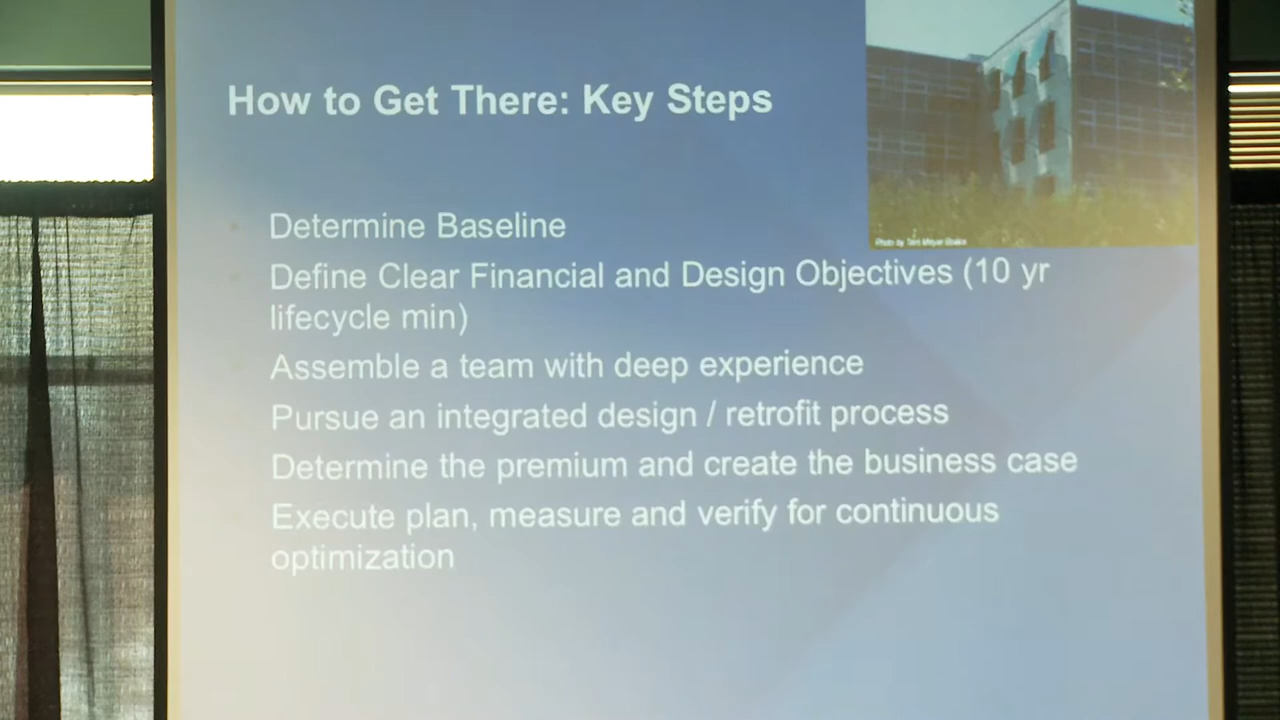 How to Get There: Key Steps
Determine Baseline
Define Clear Financial and Design Objectives (10 yr
lifecycle min)
Assemble a team with deep experience
Pursue an integrated design / retrofit process
Determine the premium and create the business case
Execute plan, measure and verify for continuous
optimization
Photo by